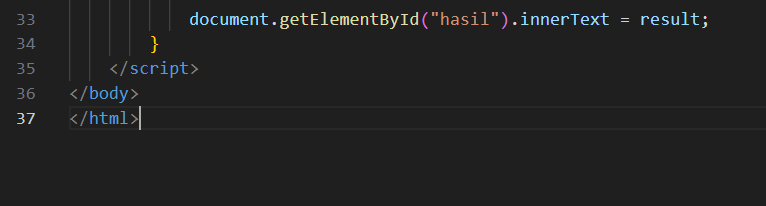 33 document.getElementById("hasil").innerText = result;
34 }
35 </script>
36 </body>
37 </html>